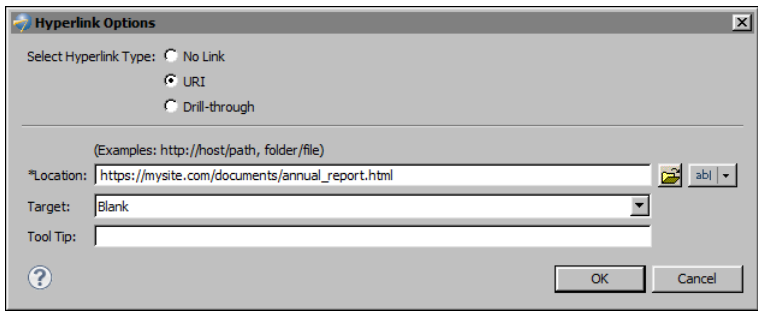 Hyperlink Options
Select Hyperlink Type: No Link
URI
Drill-through
(Examples: http://host/path, folder/file)
*Location: https://mysite.com/documents/annual_report.html ab|
Target: Blank
Tool Tip:
? OK Cancel